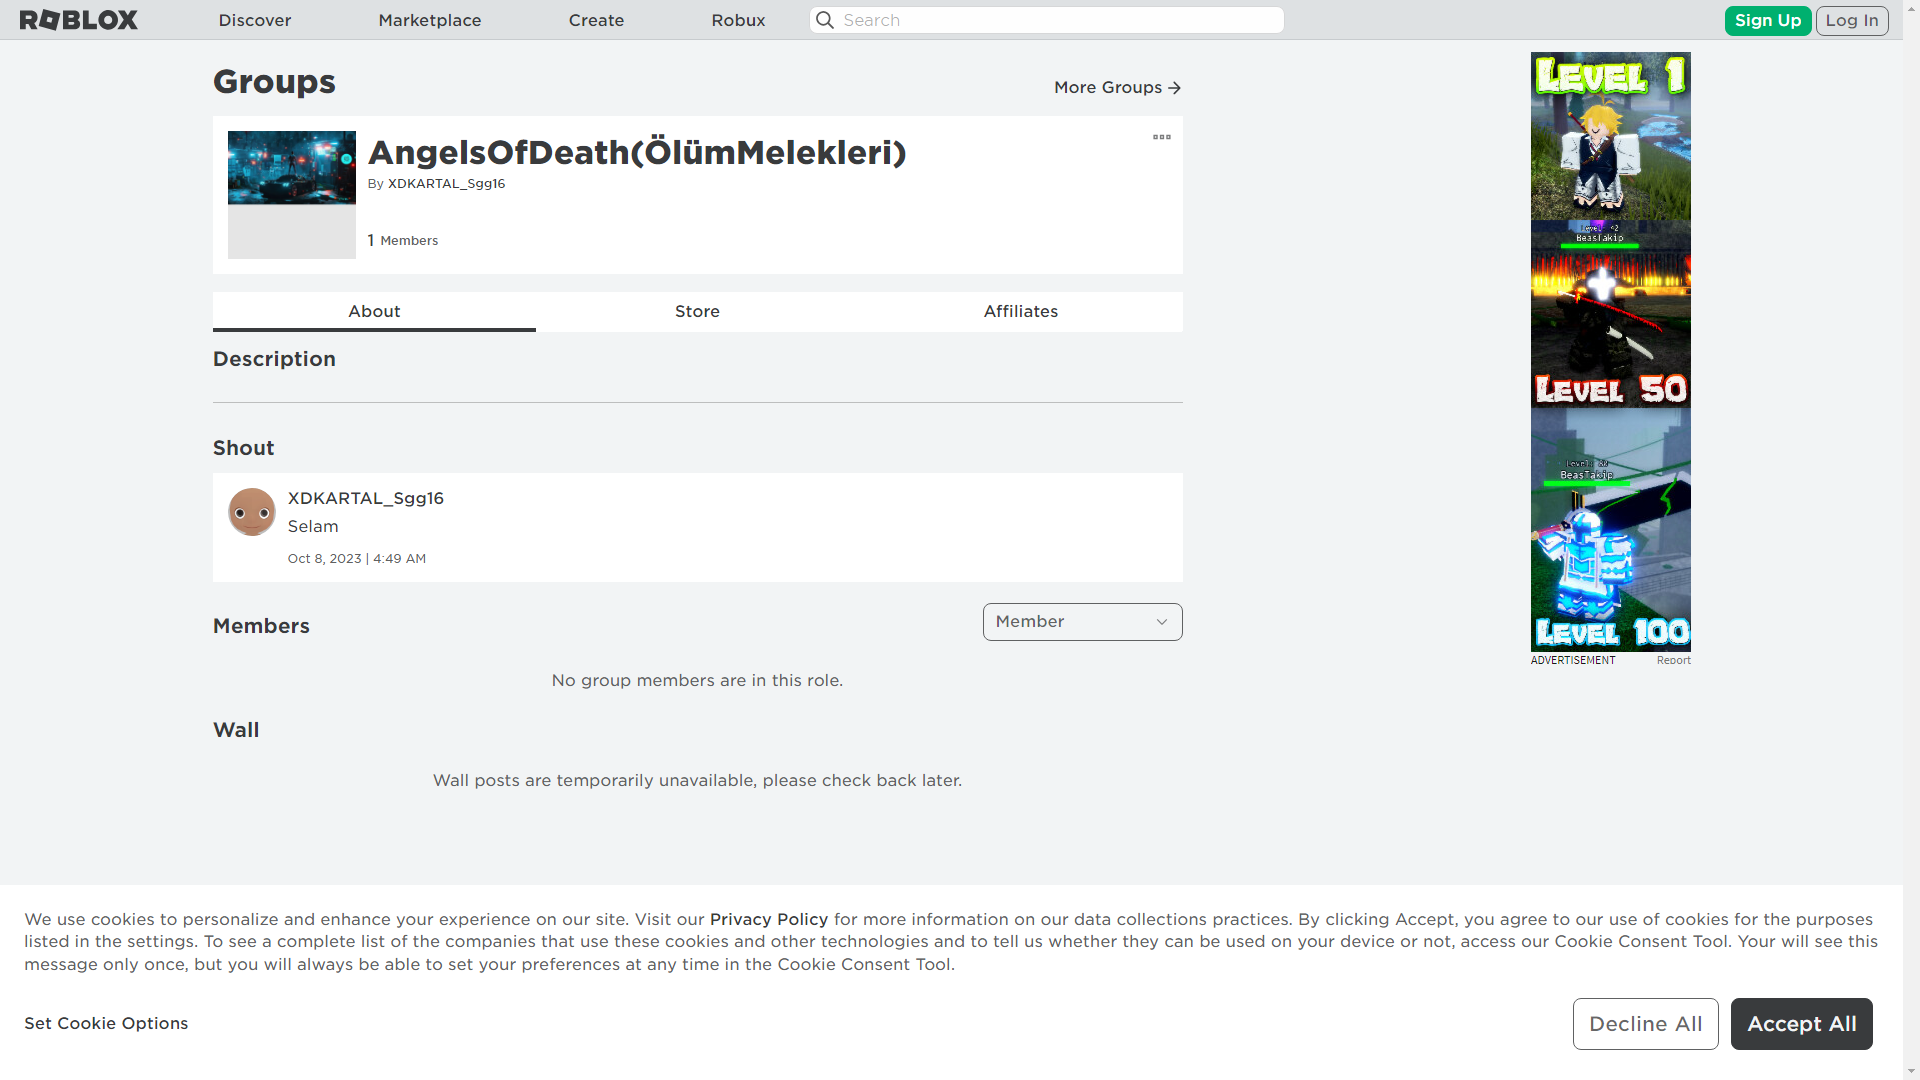 ROBLOX Discover Marketplace Create Robux Search Sign Up Log In
Groups
More Groups
AngelsOfDeath(ÖlümMelekleri)
By XDKARTAL_Sgg16
1 Members
About Store Affiliates
Description
Shout
XDKARTAL_Sgg16
Selam
Oct 8, 2023 | 4:49 AM
Members
Member
No group members are in this role.
Wall
Wall posts are temporarily unavailable, please check back later.
LEVEL 1
BeasTakip
LEVEL 50
BeasTakip
LEVEL 100
ADVERTISEMENT Report
We use cookies to personalize and enhance your experience on our site. Visit our Privacy Policy for more information on our data collections practices. By clicking Accept, you agree to our use of cookies for the purposes
listed in the settings. To see a complete list of the companies that use these cookies and other technologies and to tell us whether they can be used on your device or not, access our Cookie Consent Tool. Your will see this
message only once, but you will always be able to set your preferences at any time in the Cookie Consent Tool.
Set Cookie Options
Decline All
Accept All